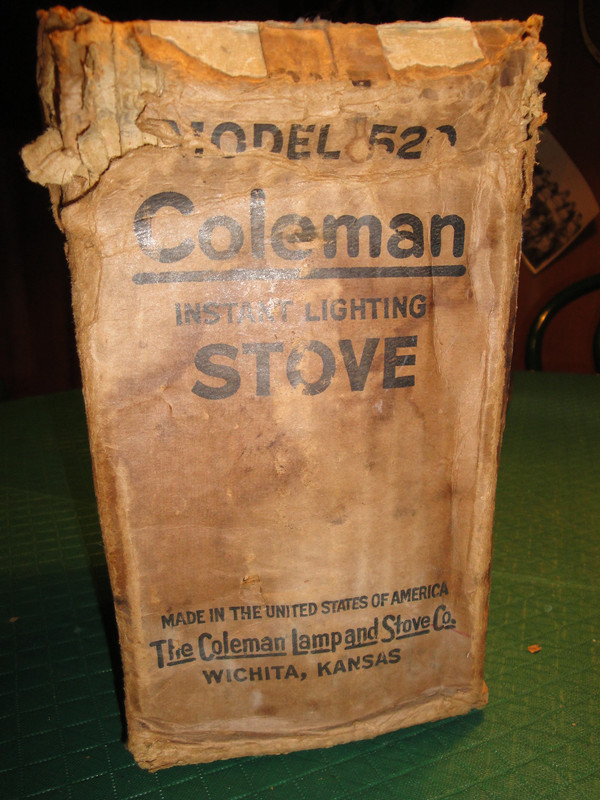 MODEL 520
Coleman
INSTANT LIGHTING
STOVE
MADE IN THE UNITED STATES OF AMERICA
The Coleman Lamp and Stove Co.
WICHITA, KANSAS